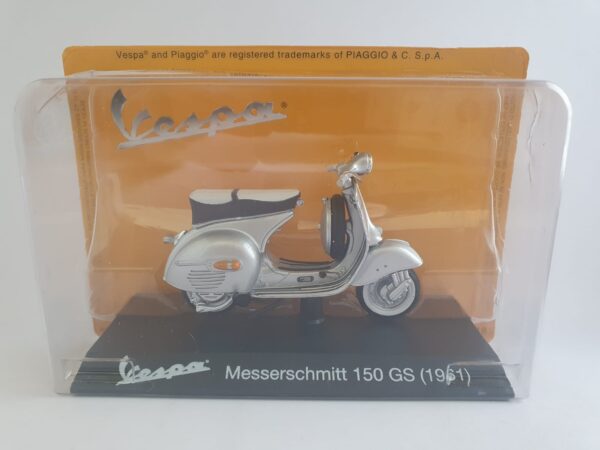 Vespa® and Piaggio® are registered trademarks of PIAGGIO & C. S.p.A.
Vespa®
Vespa® Messerschmitt 150 GS (1961)